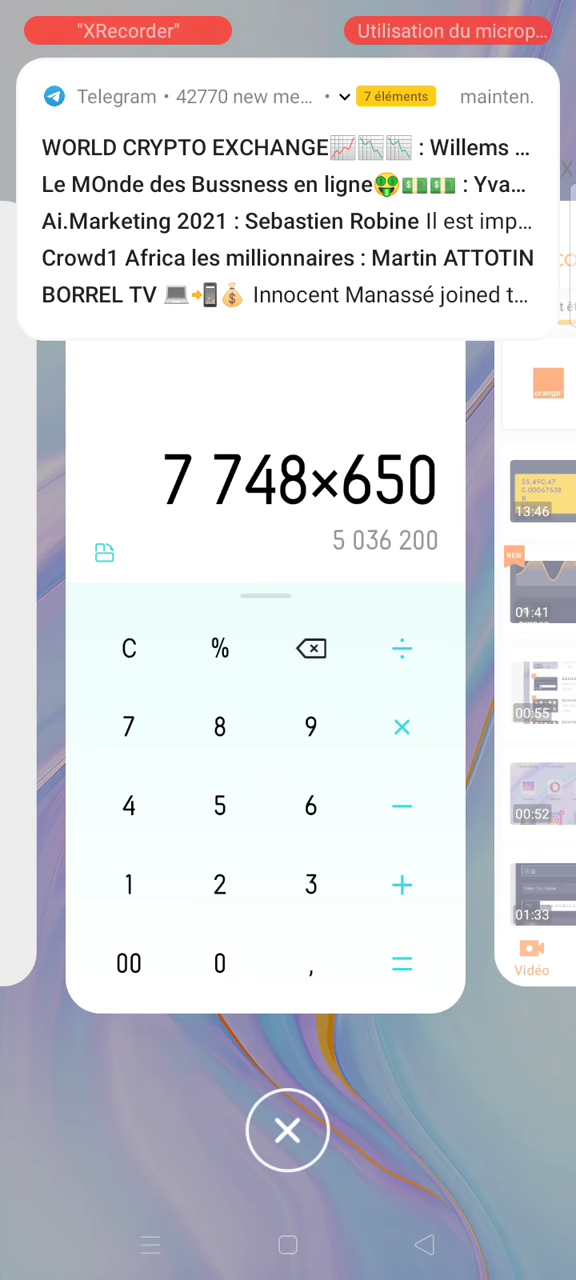 "XRecorder" Utilisation du microp...
Telegram • 42770 new me... • 7 éléments mainten.
WORLD CRYPTO EXCHANGE📈📉📉 : Willems ...
Le MOnde des Bussness en ligne🤑💵💵 : Yva...
Ai.Marketing 2021 : Sebastien Robine Il est imp...
Crowd1 Africa les millionnaires : Martin ATTOTIN
BORREL TV 💻➡📱💰 Innocent Manassé joined t...
X
orange
7 748×650
5 036 200
13:46
NEW
01:41
C % ÷
00:55
7 8 9 ×
4 5 6 −
00:52
1 2 3 +
01:33
00 0 , =
Vidéo